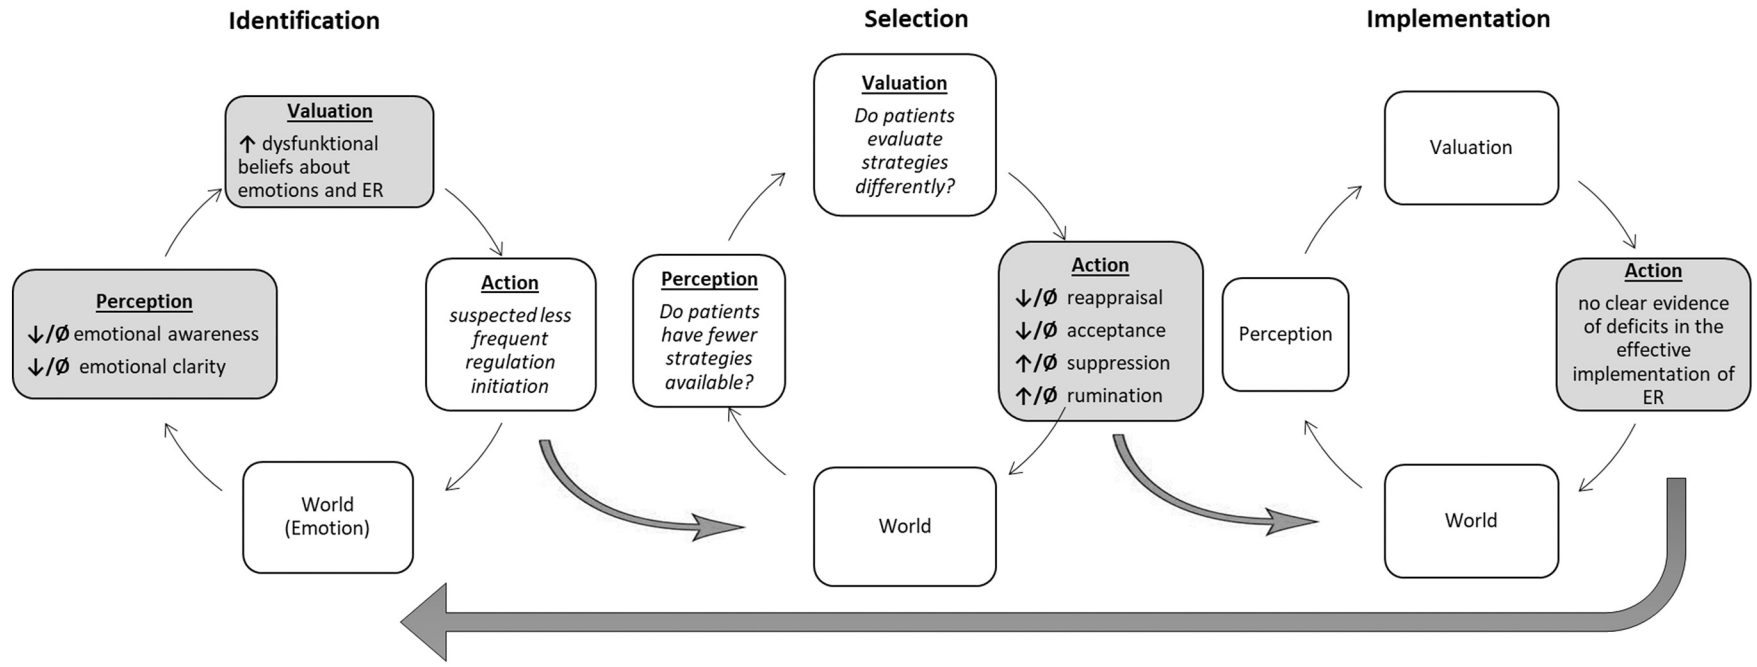 Identification
Valuation
↑ dysfunktional
beliefs about
emotions and ER
Perception
↓/Ø emotional awareness
↓/Ø emotional clarity
Action
suspected less
frequent
regulation
initiation
World
(Emotion)
Selection
Valuation
Do patients
evaluate
strategies
differently?
Perception
Do patients
have fewer
strategies
available?
Action
↓/Ø reappraisal
↓/Ø acceptance
↑/Ø suppression
↑/Ø rumination
World
Implementation
Valuation
Perception
Action
no clear evidence
of deficits in the
effective
implementation of
ER
World